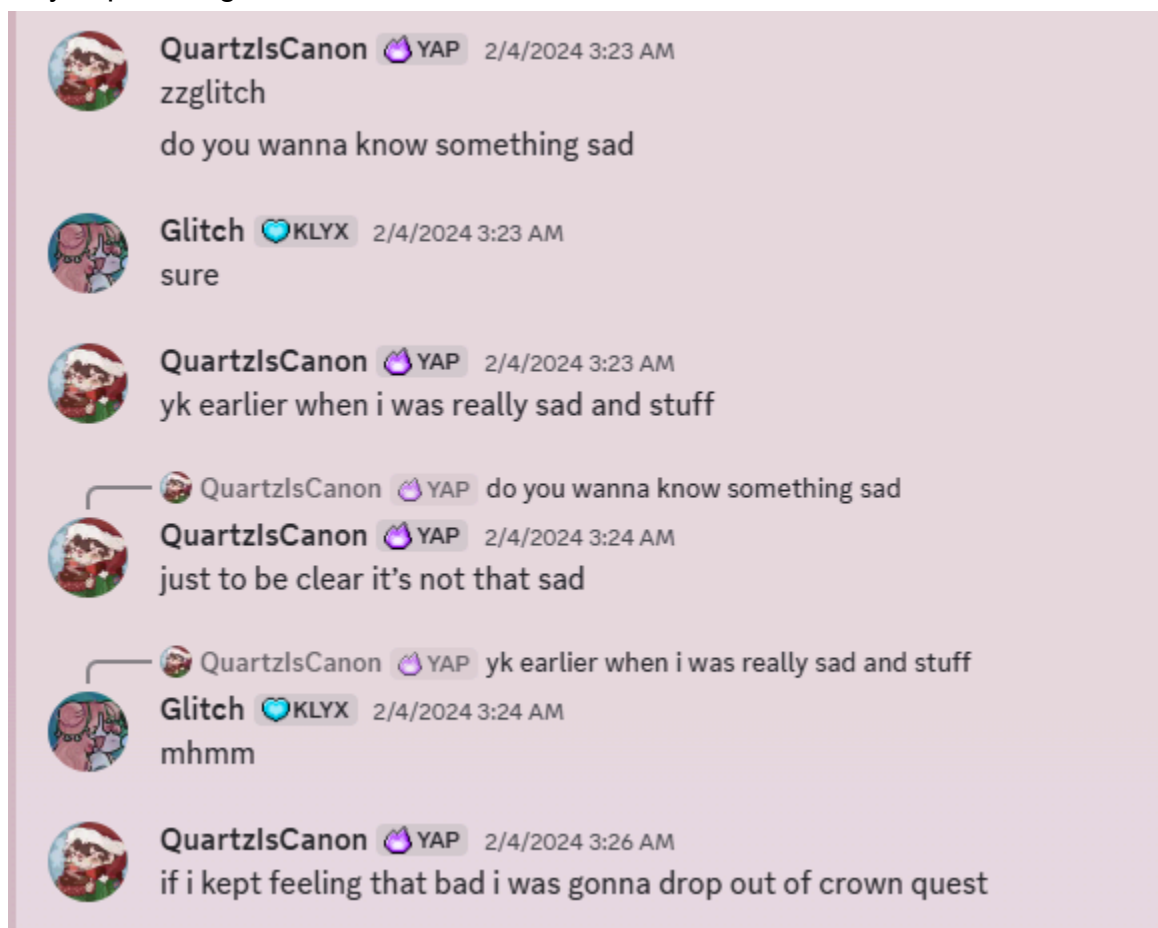 QuartzIsCanon YAP 2/4/2024 3:23 AM
zzglitch
do you wanna know something sad
Glitch KLYX 2/4/2024 3:23 AM
sure
QuartzIsCanon YAP 2/4/2024 3:23 AM
yk earlier when i was really sad and stuff
QuartzIsCanon YAP do you wanna know something sad
QuartzIsCanon YAP 2/4/2024 3:24 AM
just to be clear it’s not that sad
QuartzIsCanon YAP yk earlier when i was really sad and stuff
Glitch KLYX 2/4/2024 3:24 AM
mhmm
QuartzIsCanon YAP 2/4/2024 3:26 AM
if i kept feeling that bad i was gonna drop out of crown quest